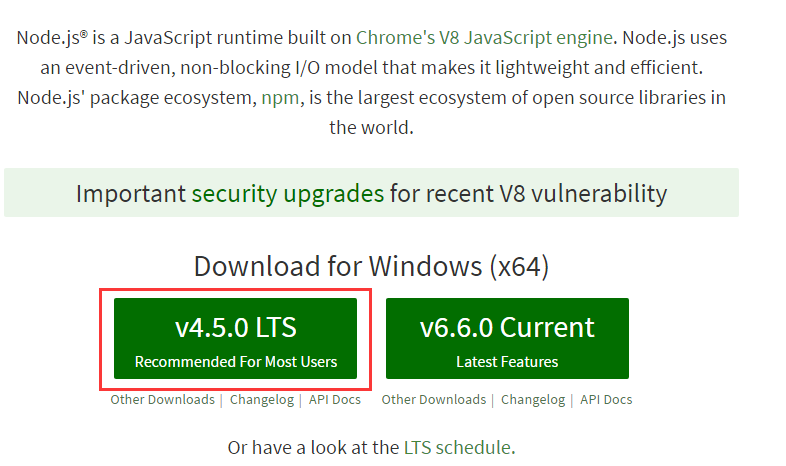 Node.js® is a JavaScript runtime built on Chrome's V8 JavaScript engine. Node.js uses
an event-driven, non-blocking I/O model that makes it lightweight and efficient.
Node.js' package ecosystem, npm, is the largest ecosystem of open source libraries in
the world.
Important security upgrades for recent V8 vulnerability
Download for Windows (x64)
v4.5.0 LTS
Recommended For Most Users
v6.6.0 Current
Latest Features
Other Downloads | Changelog | API Docs
Other Downloads | Changelog | API Docs
Or have a look at the LTS schedule.